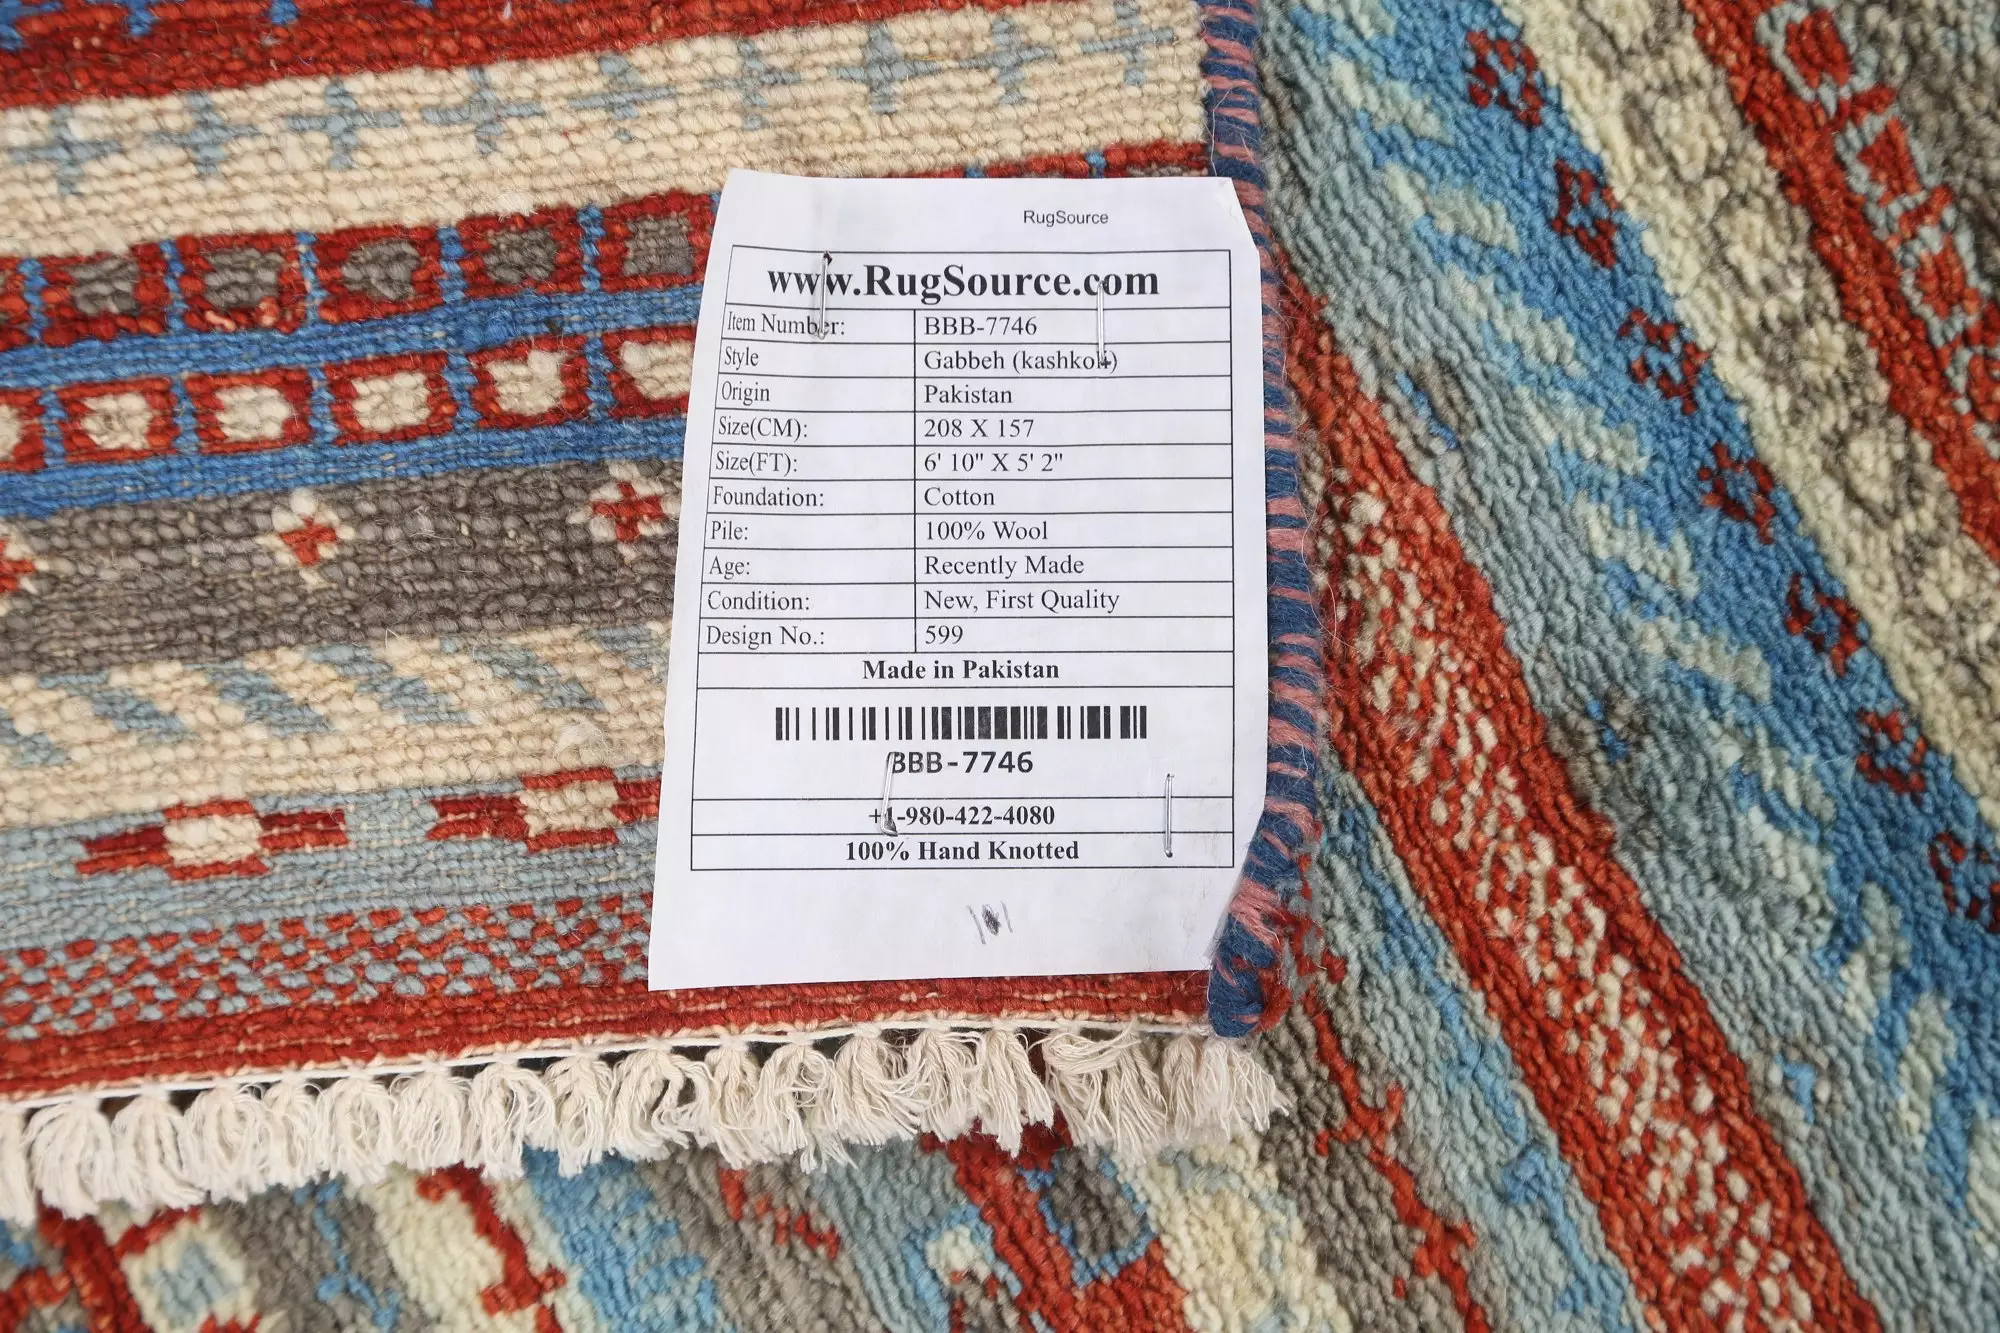 RugSource
www.RugSource.com
Item Number: BBB-7746
Style Gabbeh (kashkoli)
Origin Pakistan
Size(CM): 208 X 157
Size(FT): 6' 10" X 5' 2"
Foundation: Cotton
Pile: 100% Wool
Age: Recently Made
Condition: New, First Quality
Design No.: 599
Made in Pakistan
BBB-7746
+1-980-422-4080
100% Hand Knotted